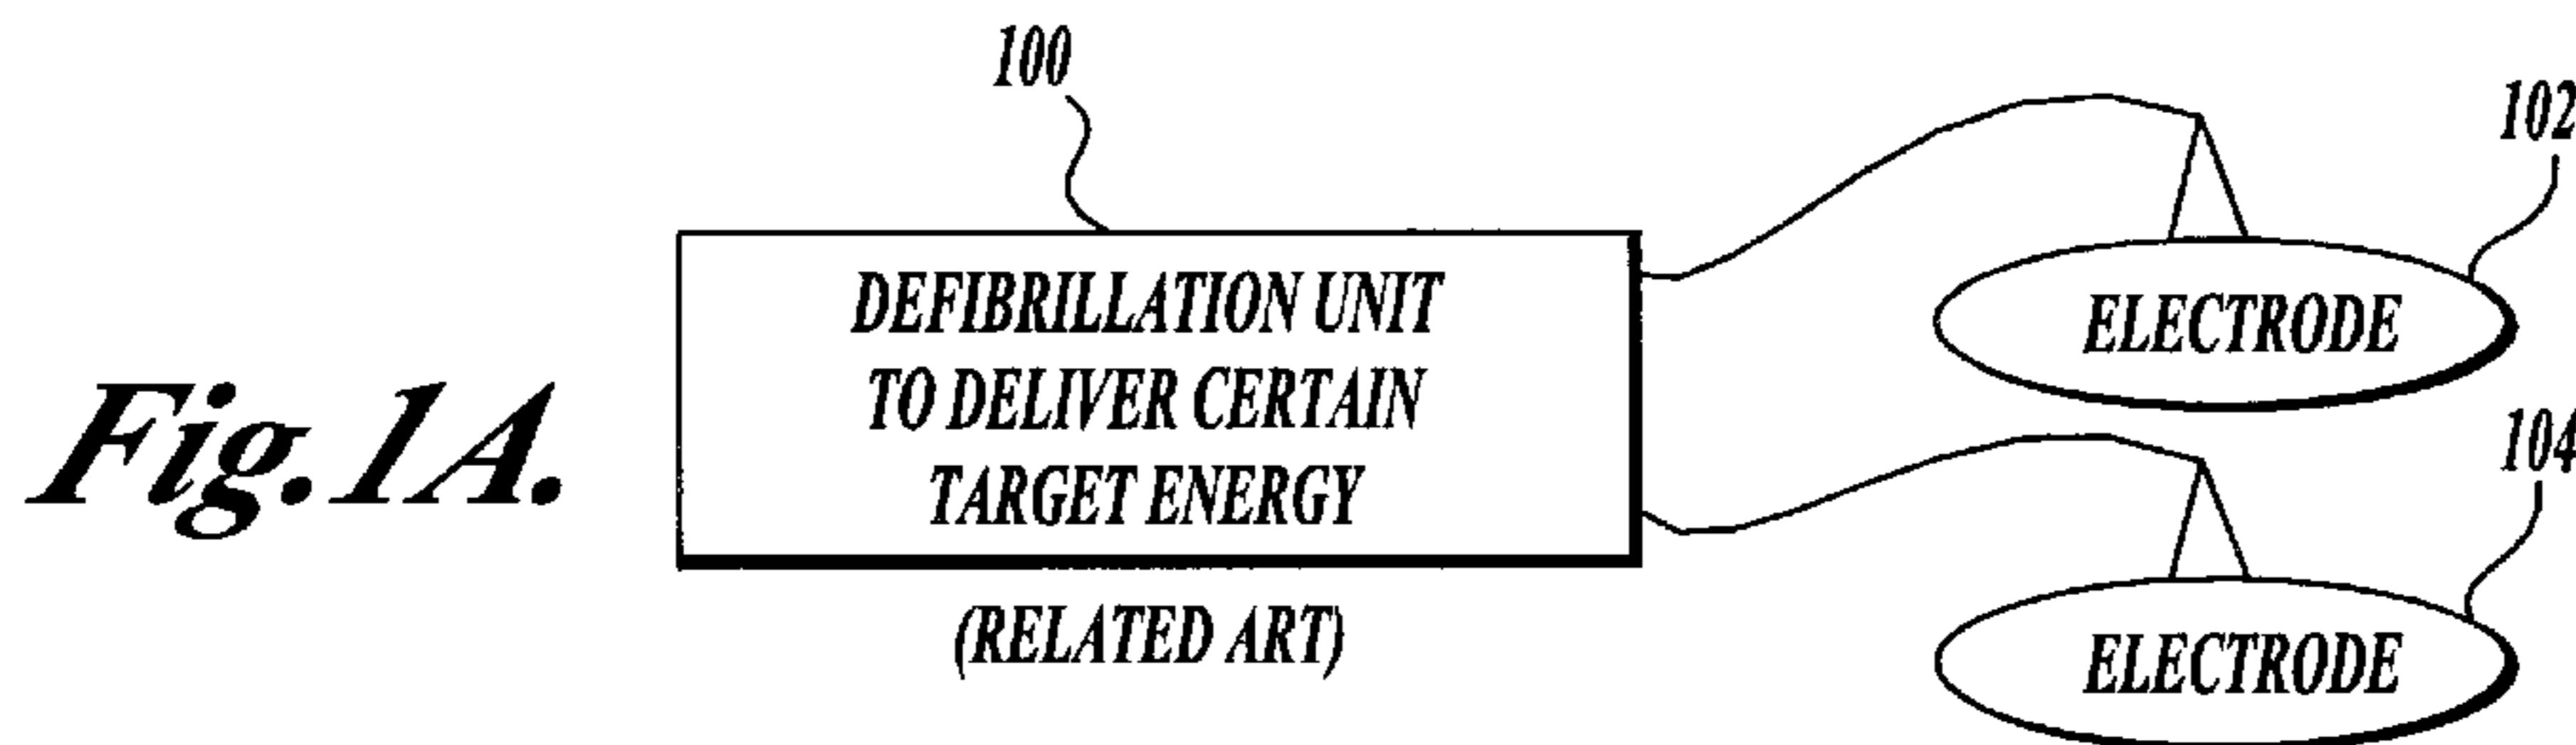 100
102
DEFIBRILLATION UNIT
TO DELIVER CERTAIN
TARGET ENERGY
ELECTRODE
Fig.1A.
104
(RELATED ART)
ELECTRODE